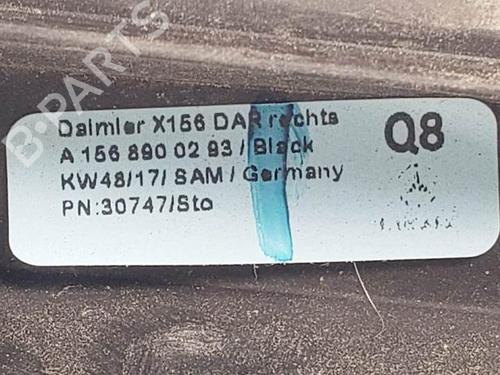 B-PARTS
Daimler X156 DAR rechts
A 156 890 02 93 / Black
KW48/17/ SAM / Germany
PN:30747/Sto
Q8